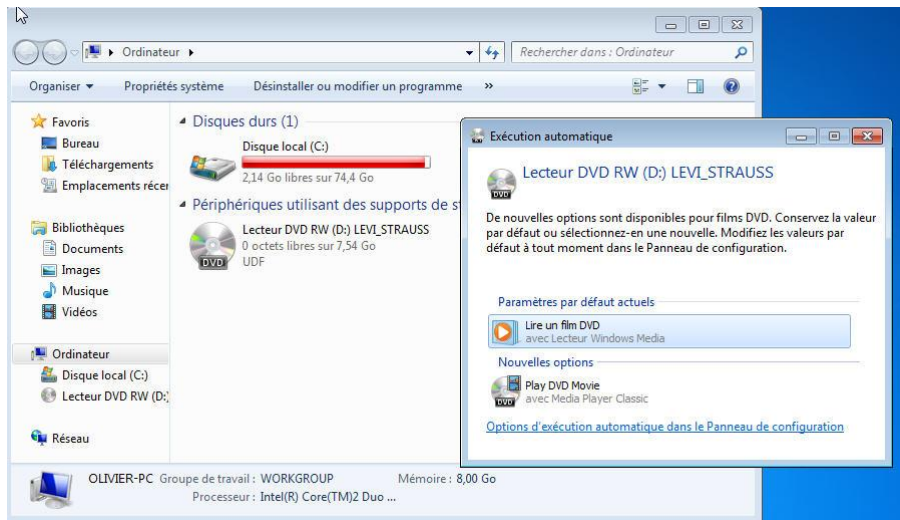 Ordinateur
Rechercher dans : Ordinateur
Organiser
Propriétés système
Désinstaller ou modifier un programme
»
Favoris
Bureau
Téléchargements
Emplacements récer
Bibliothèques
Documents
Images
Musique
Vidéos
Ordinateur
Disque local (C:)
Lecteur DVD RW (D:)
Réseau
Disques durs (1)
Disque local (C:)
2,14 Go libres sur 74,4 Go
Périphériques utilisant des supports de s
Lecteur DVD RW (D:) LEVI_STRAUSS
0 octets libres sur 7,54 Go
UDF
DVD
Exécution automatique
Lecteur DVD RW (D:) LEVI_STRAUSS
DVD
De nouvelles options sont disponibles pour films DVD. Conservez la valeur
par défaut ou sélectionnez-en une nouvelle. Modifiez les valeurs par
défaut à tout moment dans le Panneau de configuration.
Paramètres par défaut actuels
Lire un film DVD
avec Lecteur Windows Media
Nouvelles options
Play DVD Movie
avec Media Player Classic
DVD
Options d'exécution automatique dans le Panneau de configuration
OLIVIER-PC Groupe de travail : WORKGROUP Mémoire : 8,00 Go
Processeur : Intel(R) Core(TM)2 Duo ...